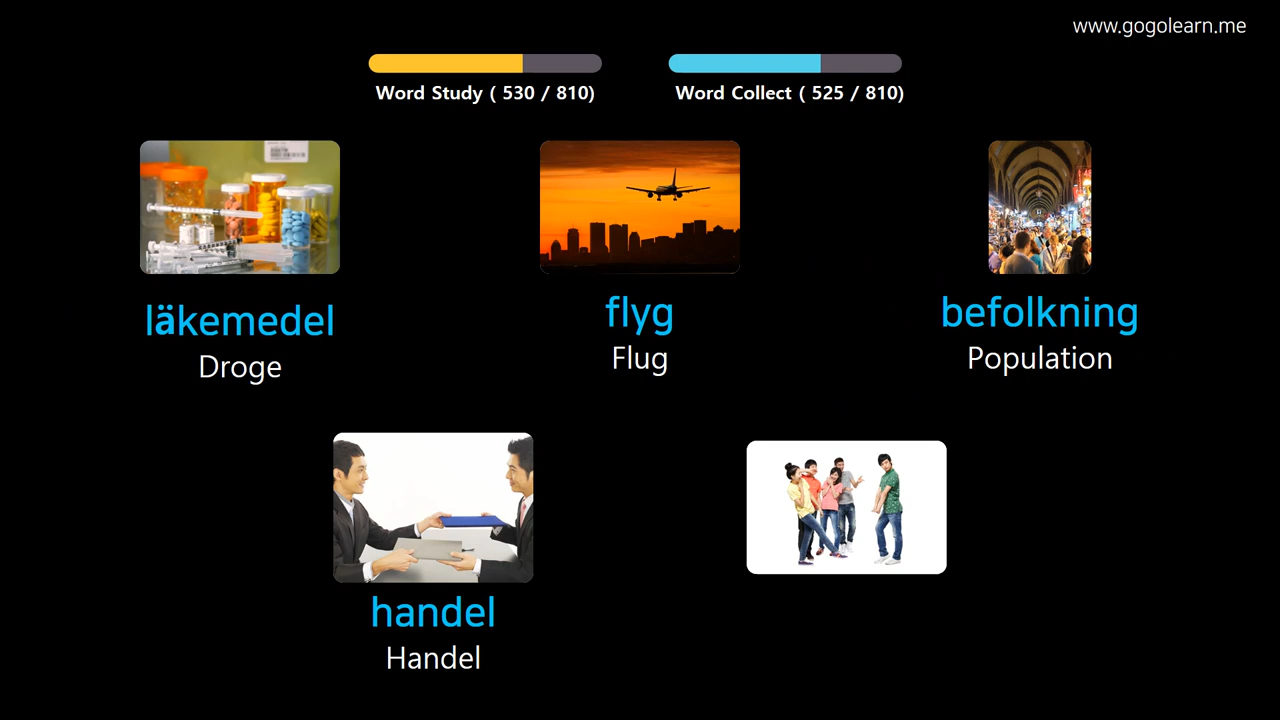 www.gogolearn.me
Word Study ( 530 / 810)
Word Collect ( 525 / 810)
läkemedel
Droge
flyg
Flug
befolkning
Population
handel
Handel